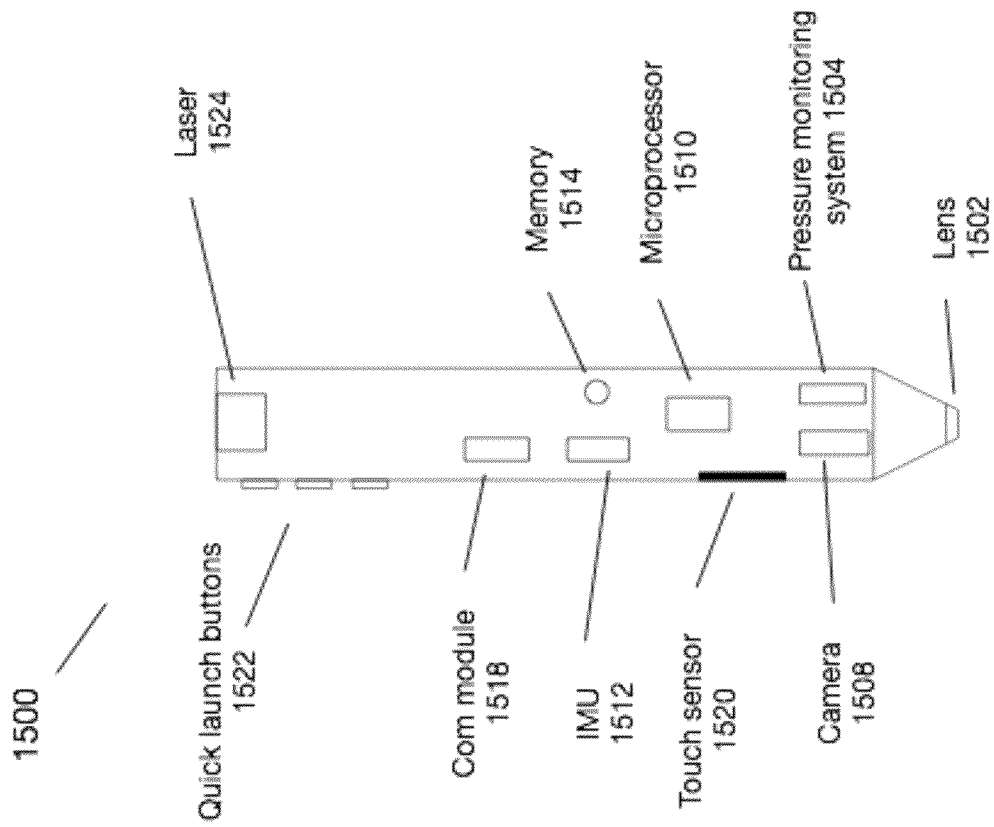 1500
Quick launch buttons
1522
Com module
1518
IMU
1512
Touch sensor
1520
Camera
1508
Laser
1524
Memory
1514
Microprocessor
1510
Pressure monitoring
system 1504
Lens
1502